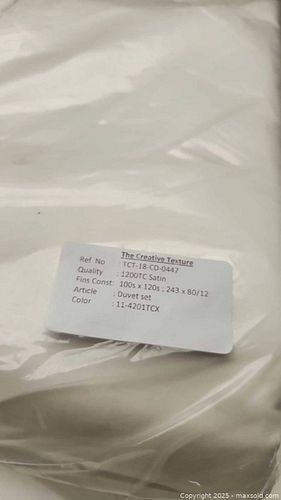 The Creative Texture
Ref No : TCT-18-CD-0447
Quality : 1200TC Satin
Fins Const: 100s x 120s ; 243 x 80/12
Article : Duvet set
Color : 11-4201TCX
Copyright © 2025 - maxsold.com